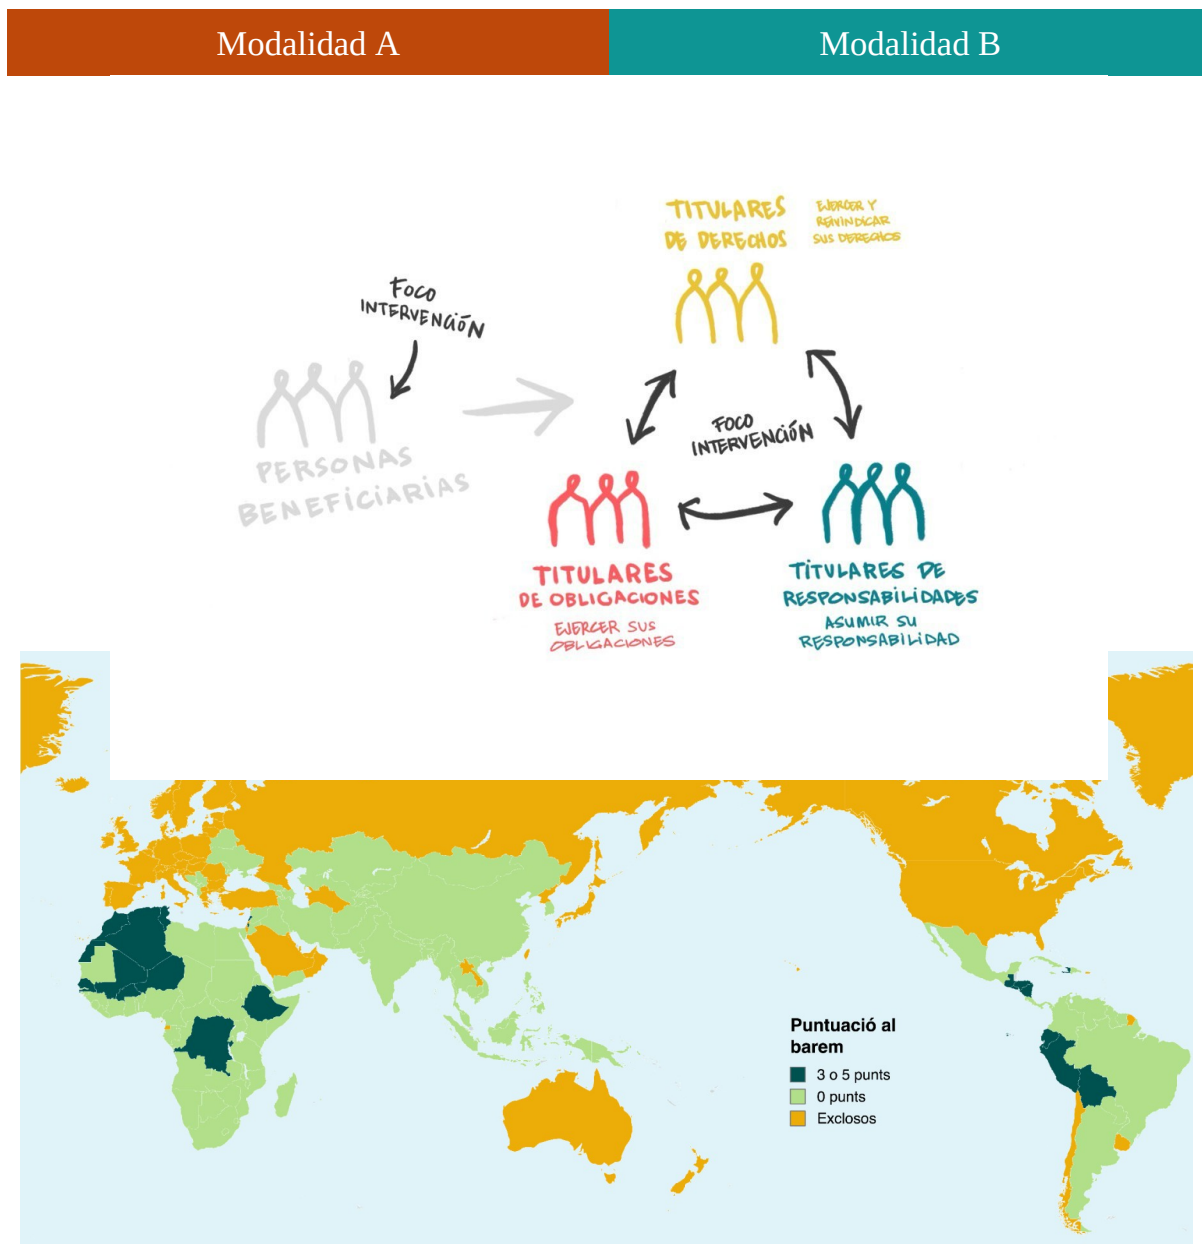 Modalidad A
Modalidad B
TITULARES
DE DERECHOS
EJERCER Y
REIVINDICAR
SUS DERECHOS
FOCO
INTERVENCIÓN
PERSONAS
BENEFICIARIAS
FOCO
INTERVENCIÓN
TITULARES
DE OBLIGACIONES
EJERCER SUS
OBLIGACIONES
TITULARES DE
RESPONSABILIDADES
ASUMIR SU
RESPONSABILIDAD
Puntuació al
barem
3 o 5 punts
0 punts
Exclosos